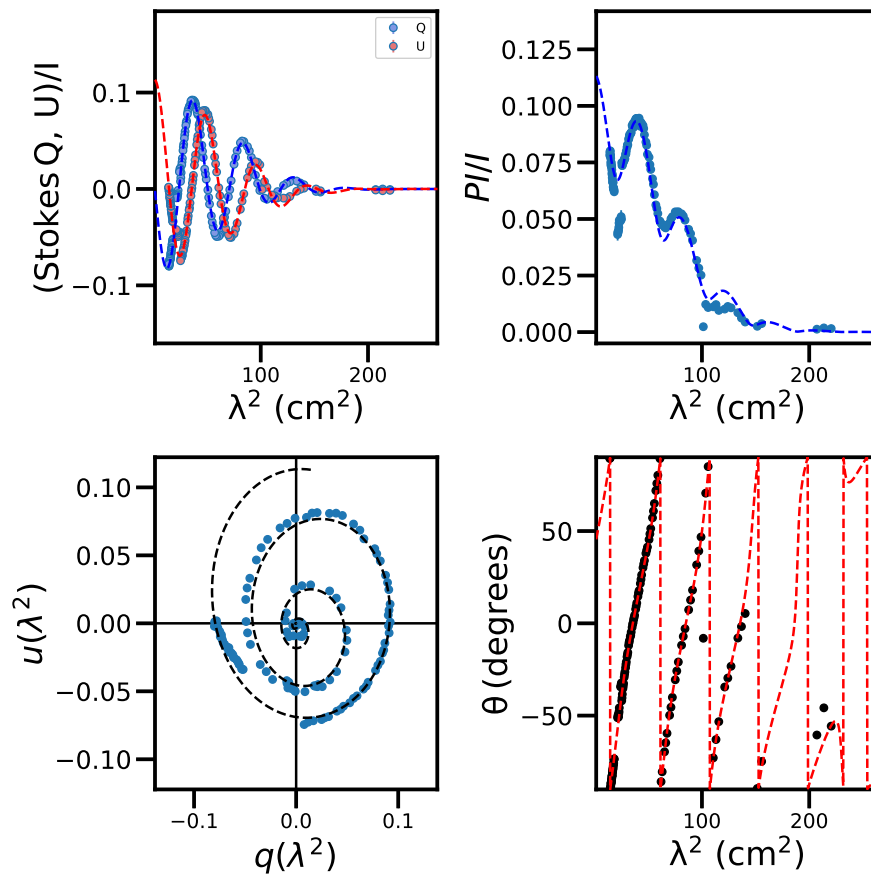 (Stokes Q, U)/I
0.1
0.0
−0.1
100
200
λ² (cm²)
Q
U
PI/I
0.125
0.100
0.075
0.050
0.025
0.000
100
200
λ² (cm²)
u(λ²)
0.10
0.05
0.00
−0.05
−0.10
−0.1
0.0
0.1
q(λ²)
θ (degrees)
50
0
−50
100
200
λ² (cm²)